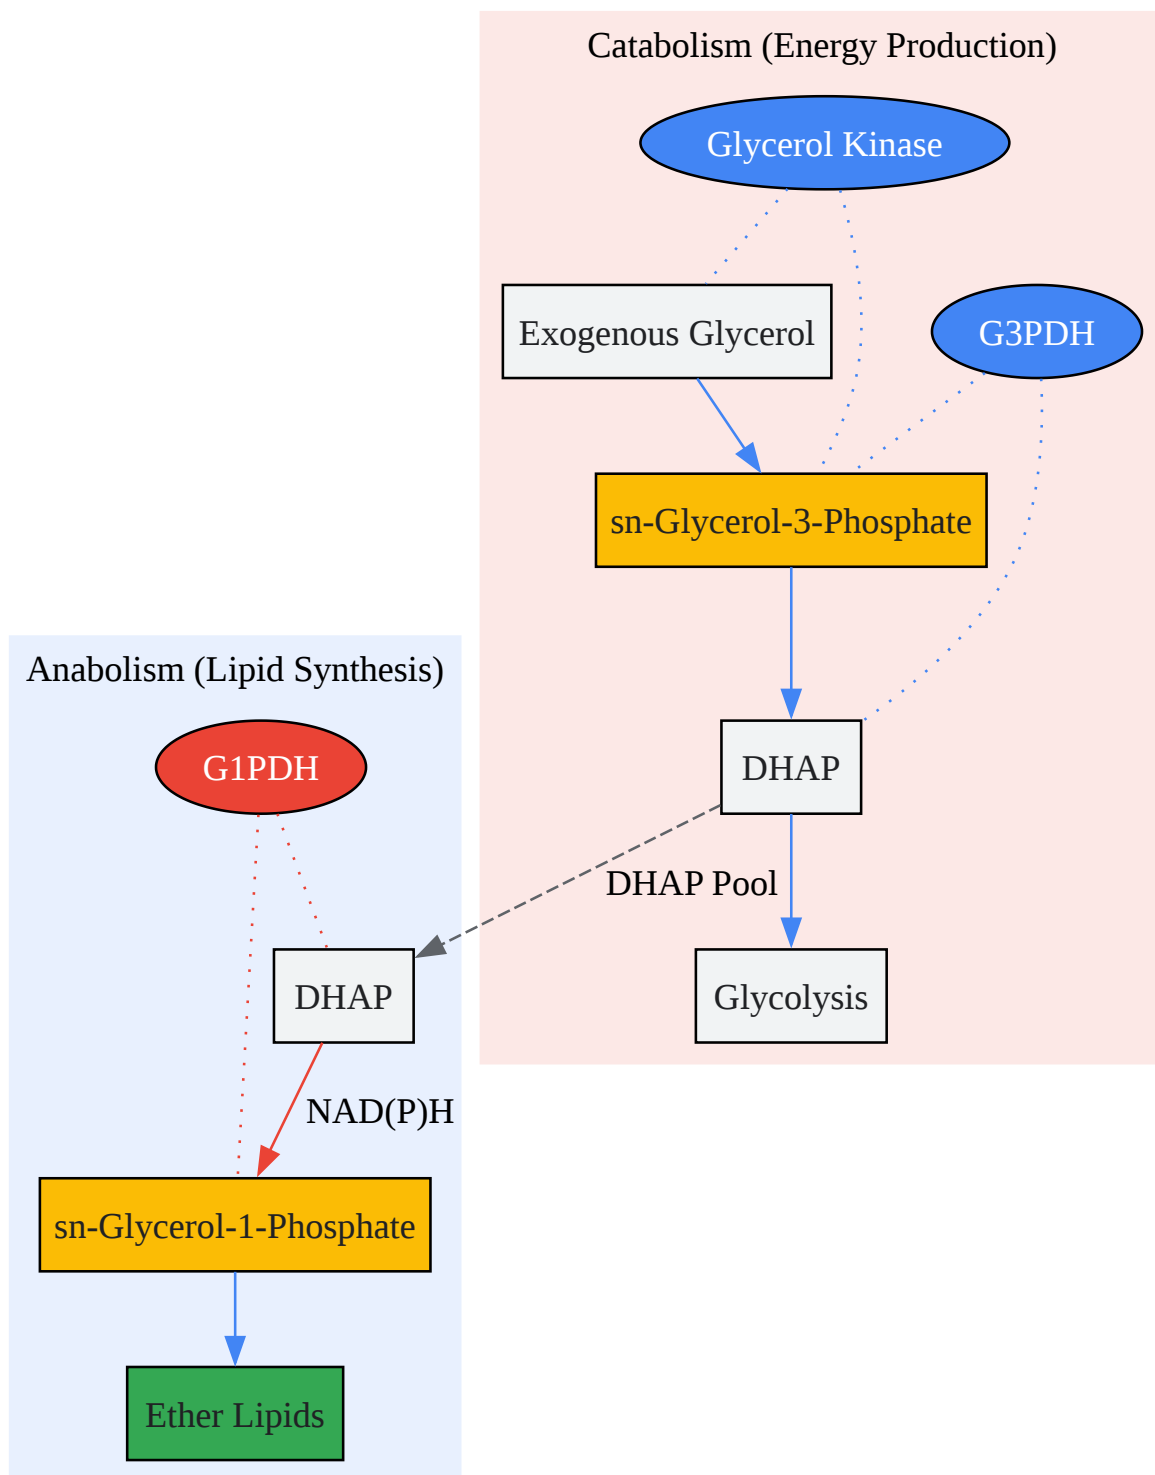 Catabolism (Energy Production)
Glycerol Kinase
Exogenous Glycerol
G3PDH
sn-Glycerol-3-Phosphate
Anabolism (Lipid Synthesis)
G1PDH
DHAP
DHAP Pool
DHAP
Glycolysis
NAD(P)H
sn-Glycerol-1-Phosphate
Ether Lipids